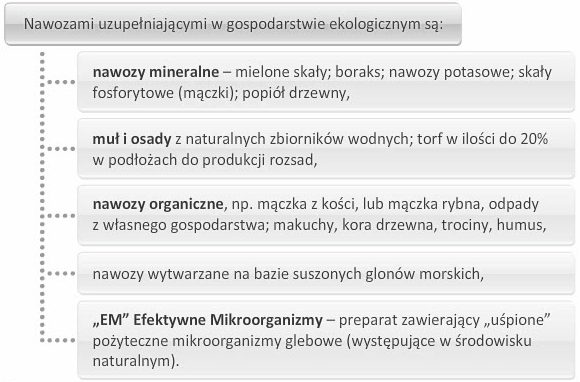 Nawozami uzupełniającymi w gospodarstwie ekologicznym są:
nawozy mineralne – mielone skały; boraks; nawozy potasowe; skały
fosforytowe (mączki); popiół drzewny,
muł i osady z naturalnych zbiorników wodnych; torf w ilości do 20%
w podłożach do produkcji rozsad,
nawozy organiczne, np. mączka z kości, lub mączka rybna, odpady
z własnego gospodarstwa; makuchy, kora drzewna, trociny, humus,
nawozy wytwarzane na bazie suszonych glonów morskich,
„EM” Efektywne Mikroorganizmy – preparat zawierający „uśpione”
pożyteczne mikroorganizmy glebowe (występujące w środowisku
naturalnym).